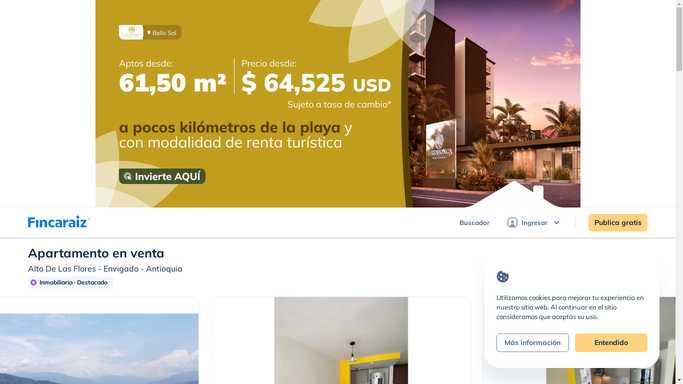 Bello Sol
Aptos desde:
61,50 m²
Precio desde:
$ 64,525 USD
Sujeto a tasa de cambio*
a pocos kilómetros de la playa y
con modalidad de renta turística
Invierte AQUÍ
Fincaraiz
Buscador
Ingresar
Publica gratis
Apartamento en venta
Alto De Las Flores - Envigado - Antioquia
Inmobiliaria - Destacado
Utilizamos cookies para mejorar tu experiencia en
nuestro sitio web. Al continuar en el sitio
consideramos que aceptas su uso.
Más información
Entendido